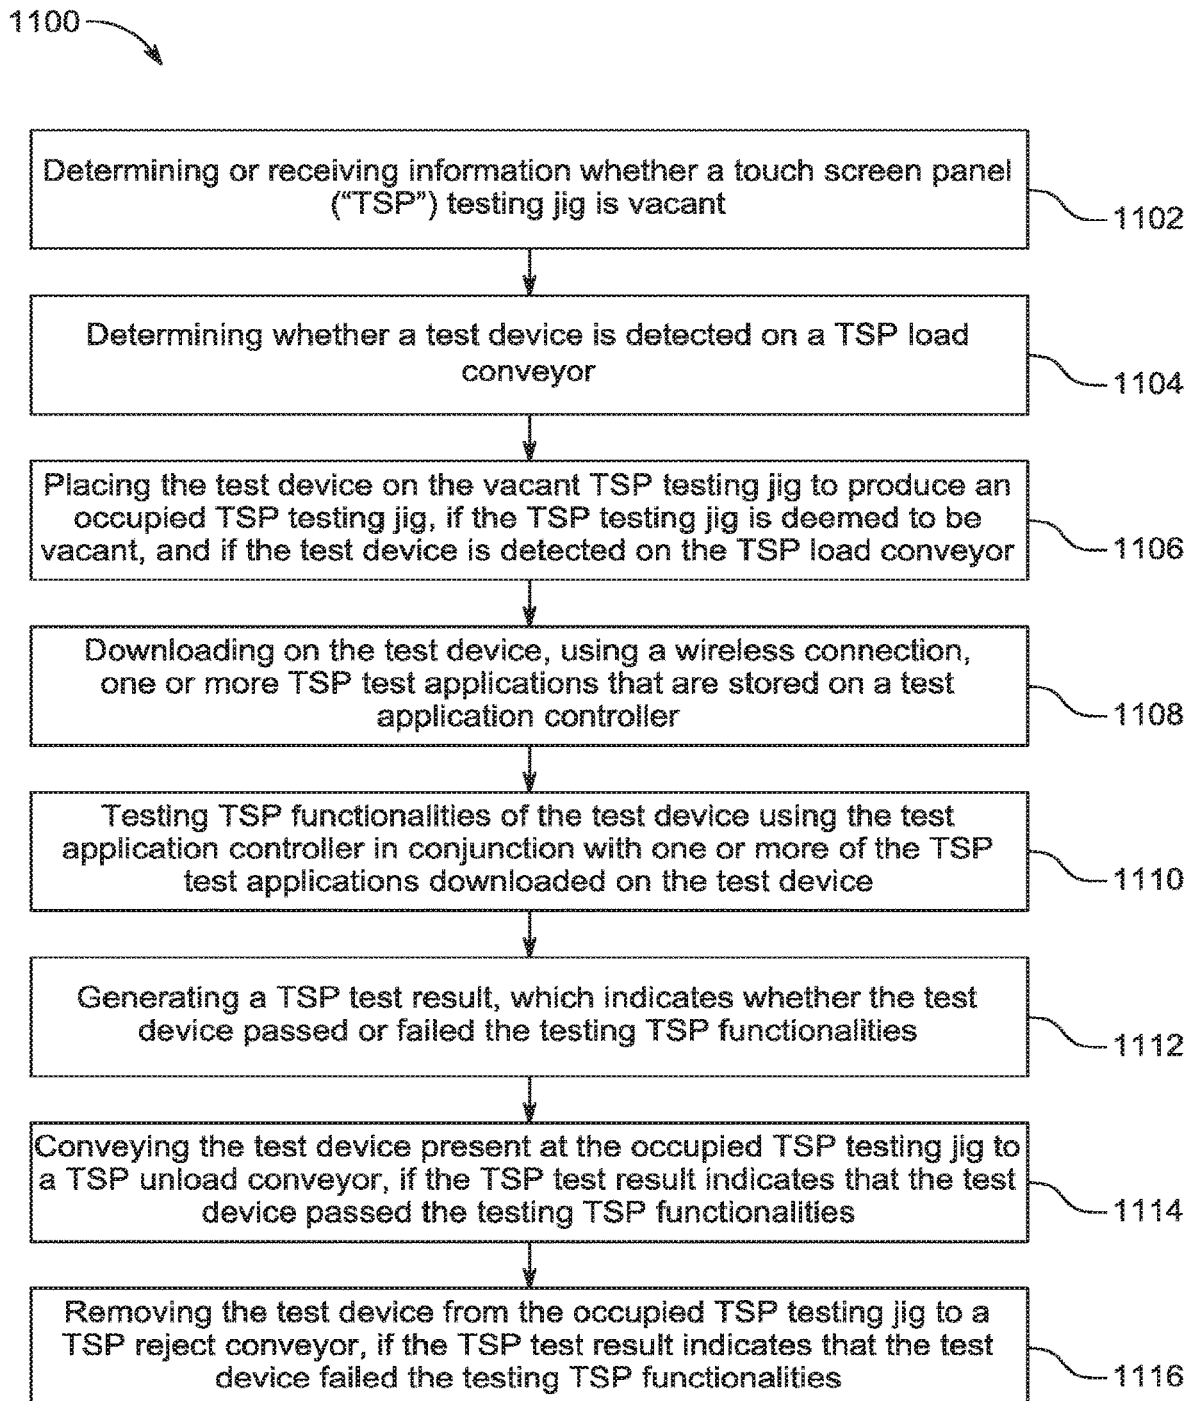 1100
Determining or receiving information whether a touch screen panel
(“TSP”) testing jig is vacant
1102
Determining whether a test device is detected on a TSP load
conveyor
1104
Placing the test device on the vacant TSP testing jig to produce an
occupied TSP testing jig, if the TSP testing jig is deemed to be
vacant, and if the test device is detected on the TSP load conveyor
1106
Downloading on the test device, using a wireless connection,
one or more TSP test applications that are stored on a test
application controller
1108
Testing TSP functionalities of the test device using the test
application controller in conjunction with one or more of the TSP
test applications downloaded on the test device
1110
Generating a TSP test result, which indicates whether the test
device passed or failed the testing TSP functionalities
1112
Conveying the test device present at the occupied TSP testing jig to
a TSP unload conveyor, if the TSP test result indicates that the test
device passed the testing TSP functionalities
1114
Removing the test device from the occupied TSP testing jig to a
TSP reject conveyor, if the TSP test result indicates that the test
device failed the testing TSP functionalities
1116